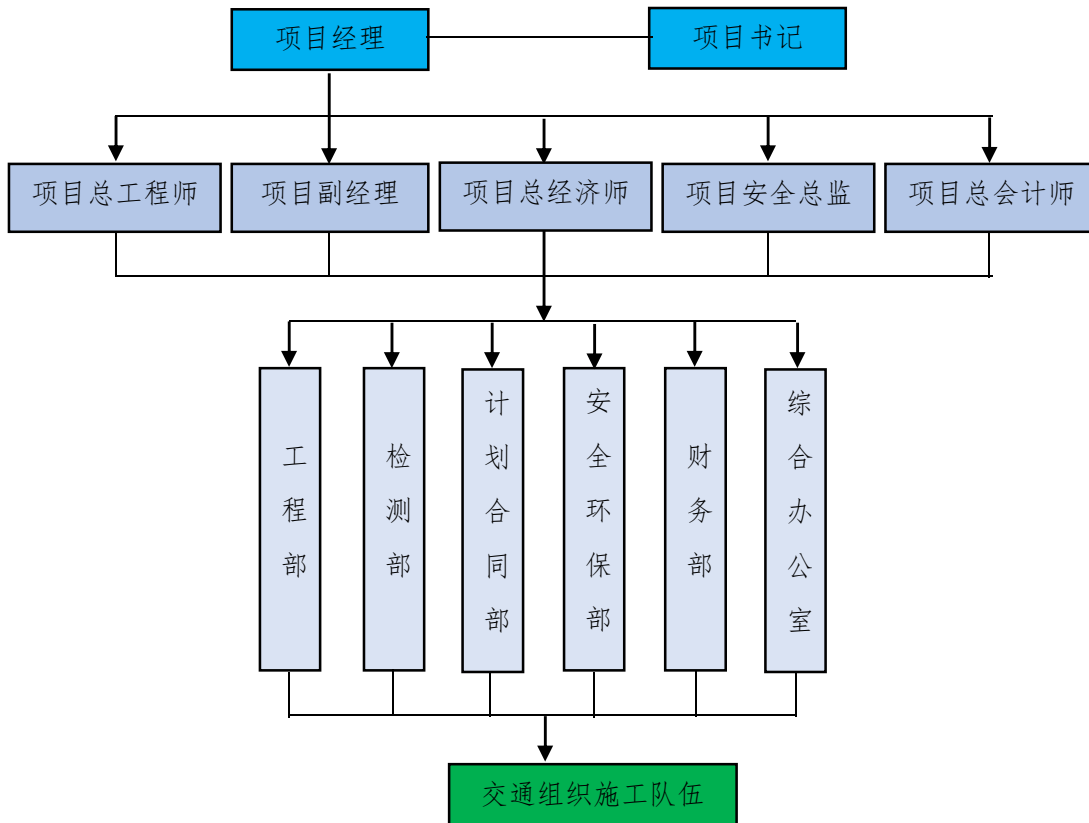 项目经理
项目书记
项目总工程师
项目副经理
项目总经济师
项目安全总监
项目总会计师
工程部
检测部
计划合同部
安全环保部
财务部
综合办公室
交通组织施工队伍